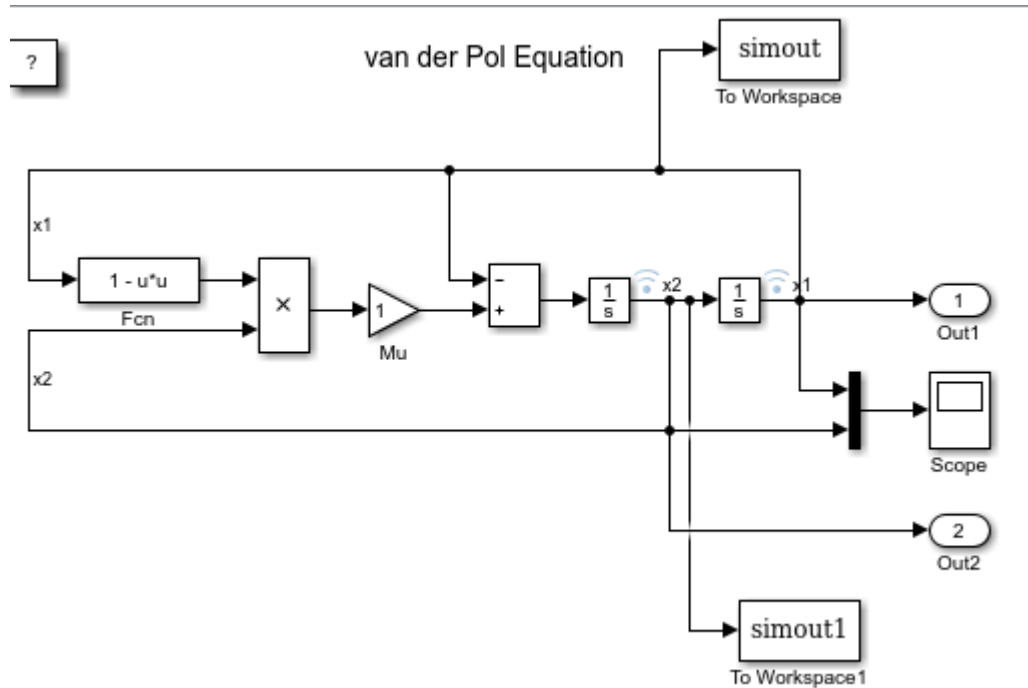 simout
?
van der Pol Equation
To Workspace
x1
1 - u*u
Fcn
×
1
Mu
−
+
1
s
x2
1
s
x1
1
Out1
x2
Scope
2
Out2
simout1
To Workspace1